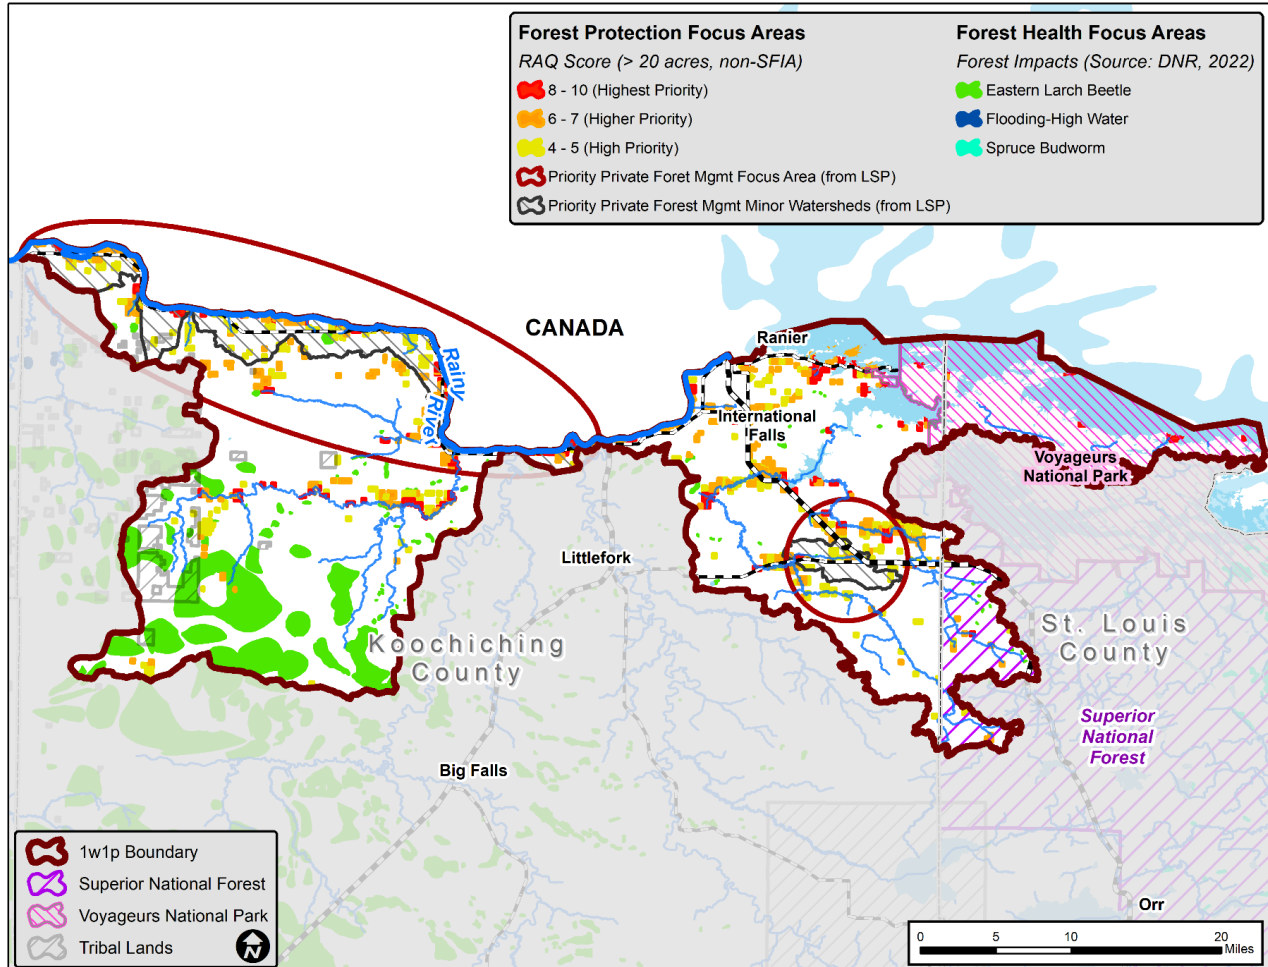 Forest Protection Focus Areas
RAQ Score (> 20 acres, non-SFIA)
8 - 10 (Highest Priority)
6 - 7 (Higher Priority)
4 - 5 (High Priority)
Priority Private Foret Mgmt Focus Area (from LSP)
Priority Private Forest Mgmt Minor Watersheds (from LSP)
Forest Health Focus Areas
Forest Impacts (Source: DNR, 2022)
Eastern Larch Beetle
Flooding-High Water
Spruce Budworm
CANADA
Ranier
Rainy
River
International
Falls
Voyageurs
National Park
Littlefork
Koochiching
County
St. Louis
County
Superior
National
Forest
Big Falls
Orr
1w1p Boundary
Superior National Forest
Voyageurs National Park
Tribal Lands
N
0 5 10 20
Miles